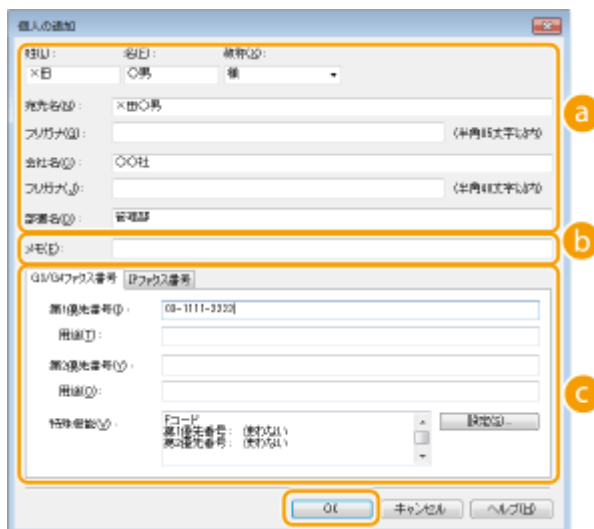 個人の追加
姓(L): 名(F): 敬称(X):
×田 〇男 様
宛先名(N): ×田〇男
フリガナ(G): (半角85文字以内)
会社名(C): 〇〇社
フリガナ(J): (半角40文字以内)
部署名(D): 管理部
メモ(E):
G3/G4ファクス番号 IPファクス番号
第1優先番号(I): 03-1111-2222
用途(T):
第2優先番号(Y):
用途(O):
特殊機能(V): Fコード 設定(S)...
第1優先番号: 使わない
第2優先番号: 使わない
OK キャンセル ヘルプ(H)
a
b
c